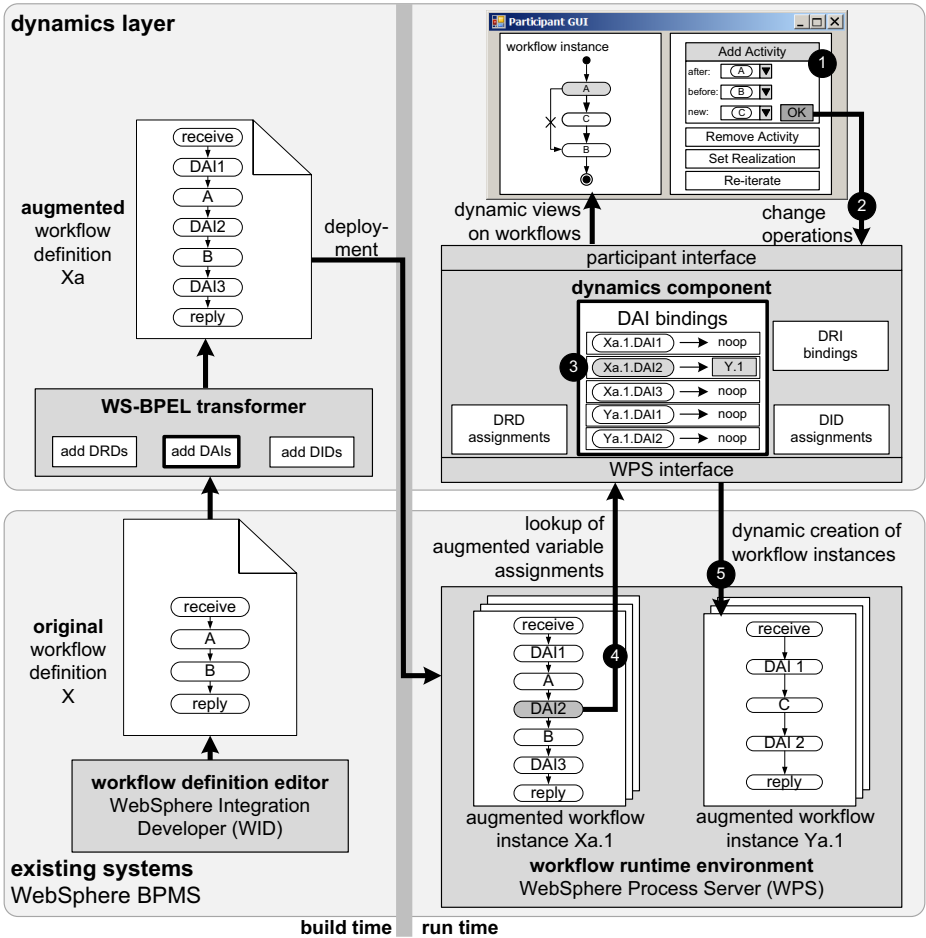 dynamics layer
receive
DAI1
A
DAI2
B
DAI3
reply
augmented
workflow
definition
Xa
deploy-
ment
WS-BPEL transformer
add DRDs
add DAIs
add DIDs
receive
A
B
reply
original
workflow
definition
X
workflow definition editor
WebSphere Integration
Developer (WID)
existing systems
WebSphere BPMS
build time
run time
Participant GUI
workflow instance
A
C
B
Add Activity
1
after:
A
before:
B
new:
C
OK
Remove Activity
Set Realization
Re-iterate
dynamic views
on workflows
2
change
operations
participant interface
dynamics component
DAI bindings
Xa.1.DAI1
noop
3
Xa.1.DAI2
Y.1
Xa.1.DAI3
noop
Ya.1.DAI1
noop
Ya.1.DAI2
noop
DRI
bindings
DRD
assignments
DID
assignments
WPS interface
lookup of
augmented variable
assignments
dynamic creation of
workflow instances
5
4
receive
DAI1
A
DAI2
B
DAI3
reply
augmented workflow
instance Xa.1
receive
DAI 1
C
DAI 2
reply
augmented workflow
instance Ya.1
workflow runtime environment
WebSphere Process Server (WPS)